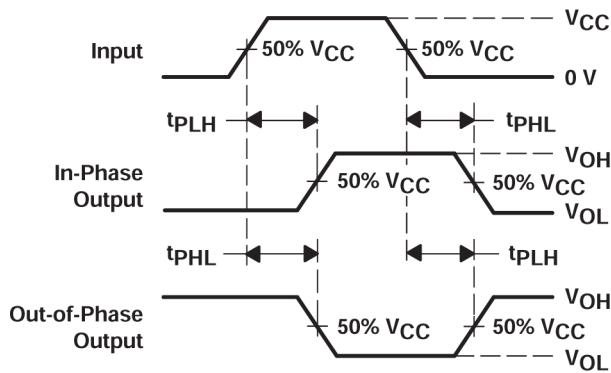 VCC
Input
50% VCC
50% VCC
0 V
tPLH
tPHL
VOH
In-Phase
Output
50% VCC
50% VCC
VOL
tPHL
tPLH
VOH
Out-of-Phase
Output
50% VCC
50% VCC
VOL